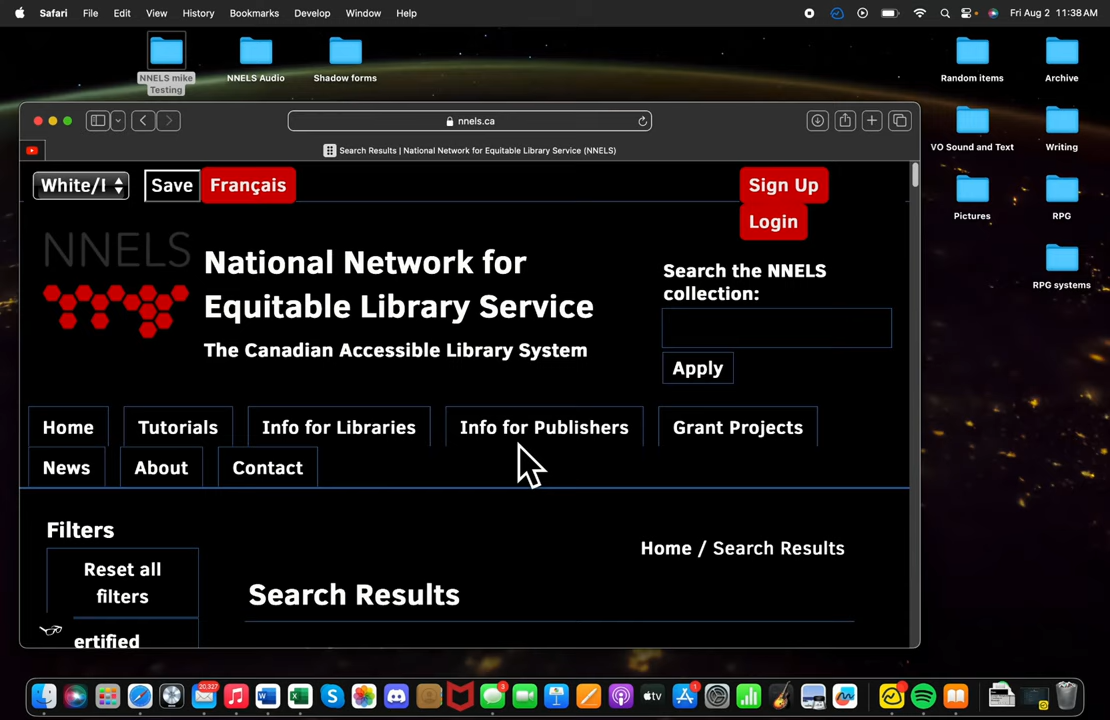 Safari File Edit View History Bookmarks Develop Window Help Fri Aug 2 11:38 AM
NNELS mike
Testing
NNELS Audio
Shadow forms
Random items
Archive
VO Sound and Text
Writing
Pictures
RPG
RPG systems
nnels.ca
Search Results | National Network for Equitable Library Service (NNELS)
White/
Save
Français
Sign Up
Login
NNELS
National Network for
Equitable Library Service
The Canadian Accessible Library System
Search the NNELS
collection:
Apply
Home Tutorials Info for Libraries Info for Publishers Grant Projects
News About Contact
Filters
Reset all
filters
ertified
Home / Search Results
Search Results
20,327
3
1